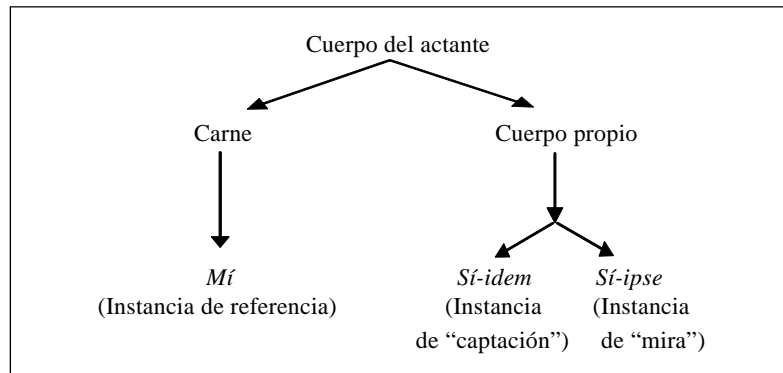 Cuerpo del actante
Carne
Cuerpo propio
Mí
(Instancia de referencia)
Sí-idem
(Instancia
de “captación”)
Sí-ipse
(Instancia
de “mira”)